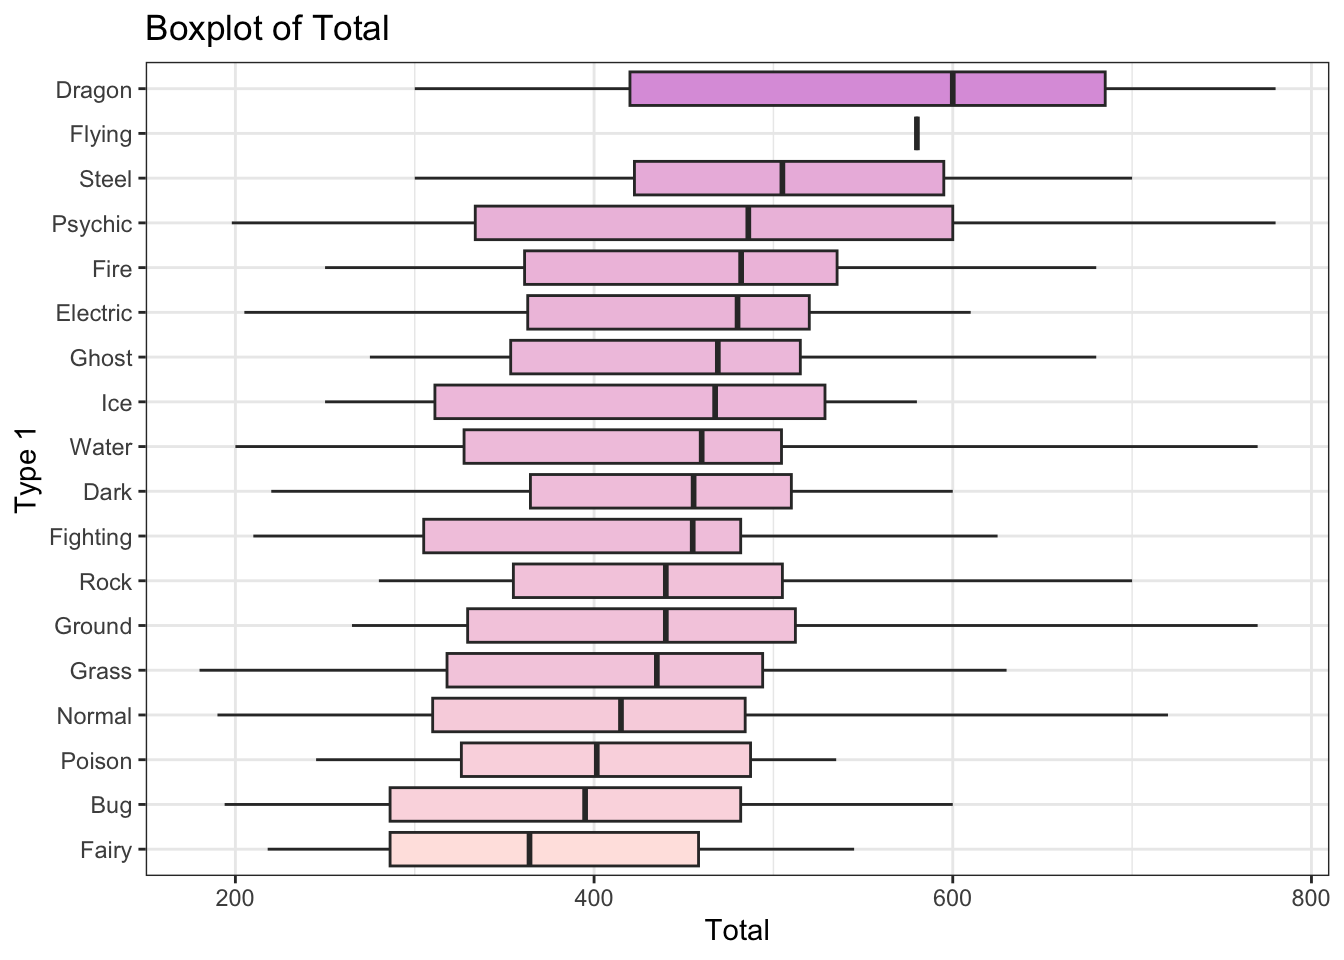 Boxplot of Total
Type 1
Dragon
Flying
Steel
Psychic
Fire
Electric
Ghost
Ice
Water
Dark
Fighting
Rock
Ground
Grass
Normal
Poison
Bug
Fairy
200 400 600 800
Total